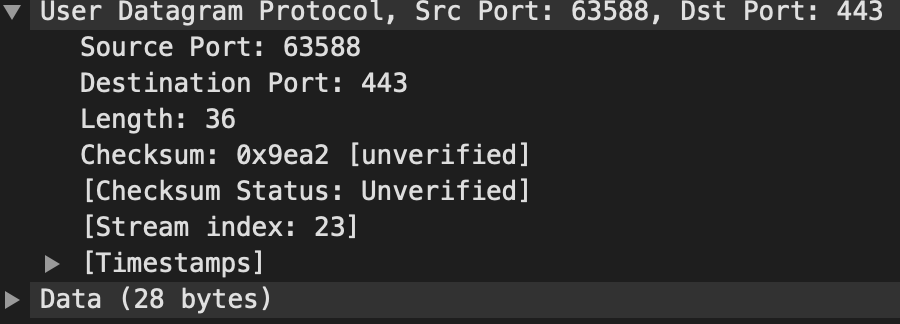 User Datagram Protocol, Src Port: 63588, Dst Port: 443
Source Port: 63588
Destination Port: 443
Length: 36
Checksum: 0x9ea2 [unverified]
[Checksum Status: Unverified]
[Stream index: 23]
[Timestamps]
Data (28 bytes)